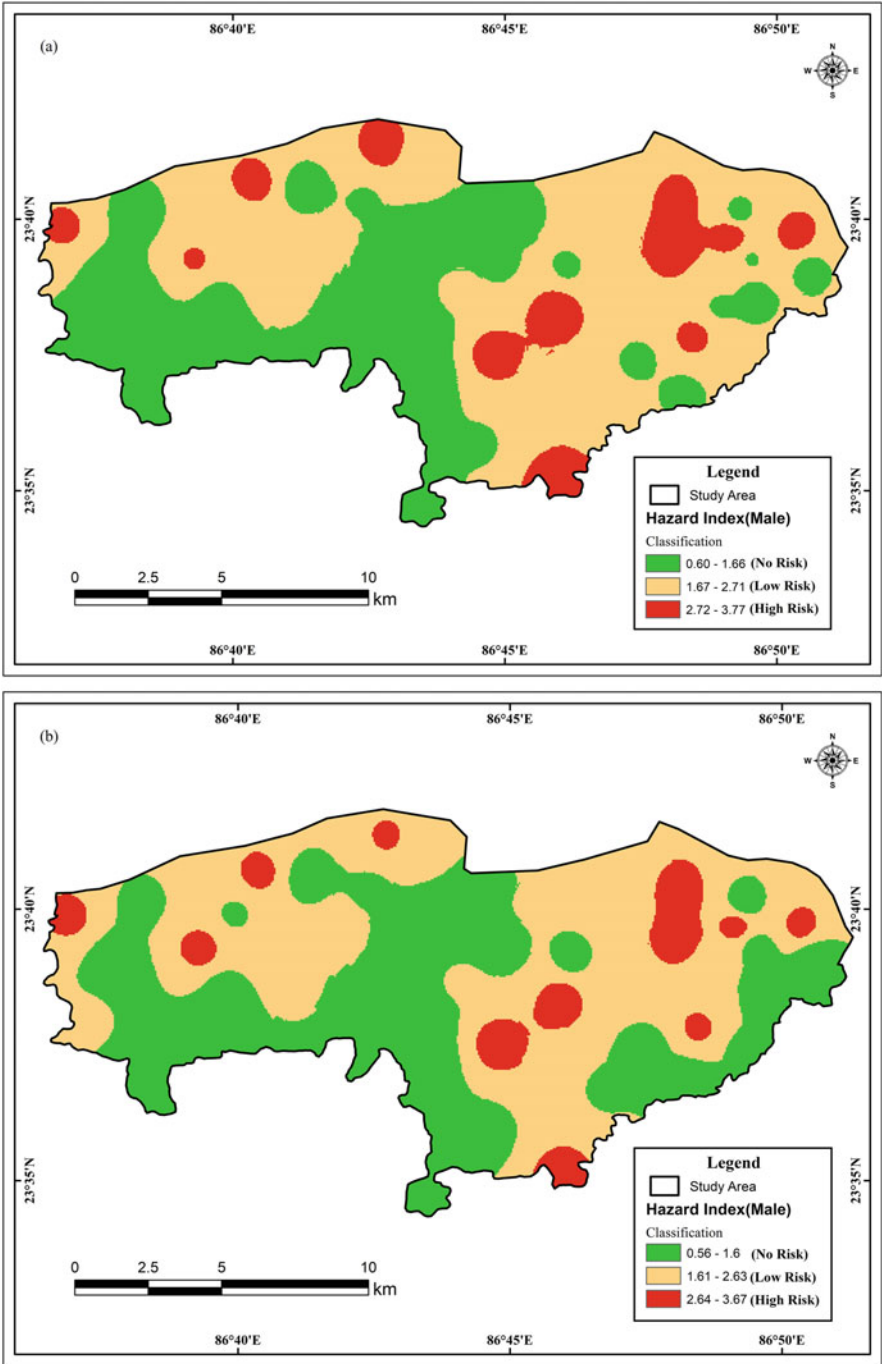 (a)
86°40'E
86°45'E
86°50'E
N
W E
S
23°40'N
23°40'N
23°35'N
23°35'N
Legend
Study Area
Hazard Index(Male)
Classification
0.60 - 1.66 (No Risk)
1.67 - 2.71 (Low Risk)
2.72 - 3.77 (High Risk)
0 2.5 5 10
km
86°40'E
86°45'E
86°50'E
(b)
86°40'E
86°45'E
86°50'E
N
W E
S
23°40'N
23°40'N
23°35'N
23°35'N
Legend
Study Area
Hazard Index(Male)
Classification
0.56 - 1.6 (No Risk)
1.61 - 2.63 (Low Risk)
2.64 - 3.67 (High Risk)
0 2.5 5 10
km
86°40'E
86°45'E
86°50'E